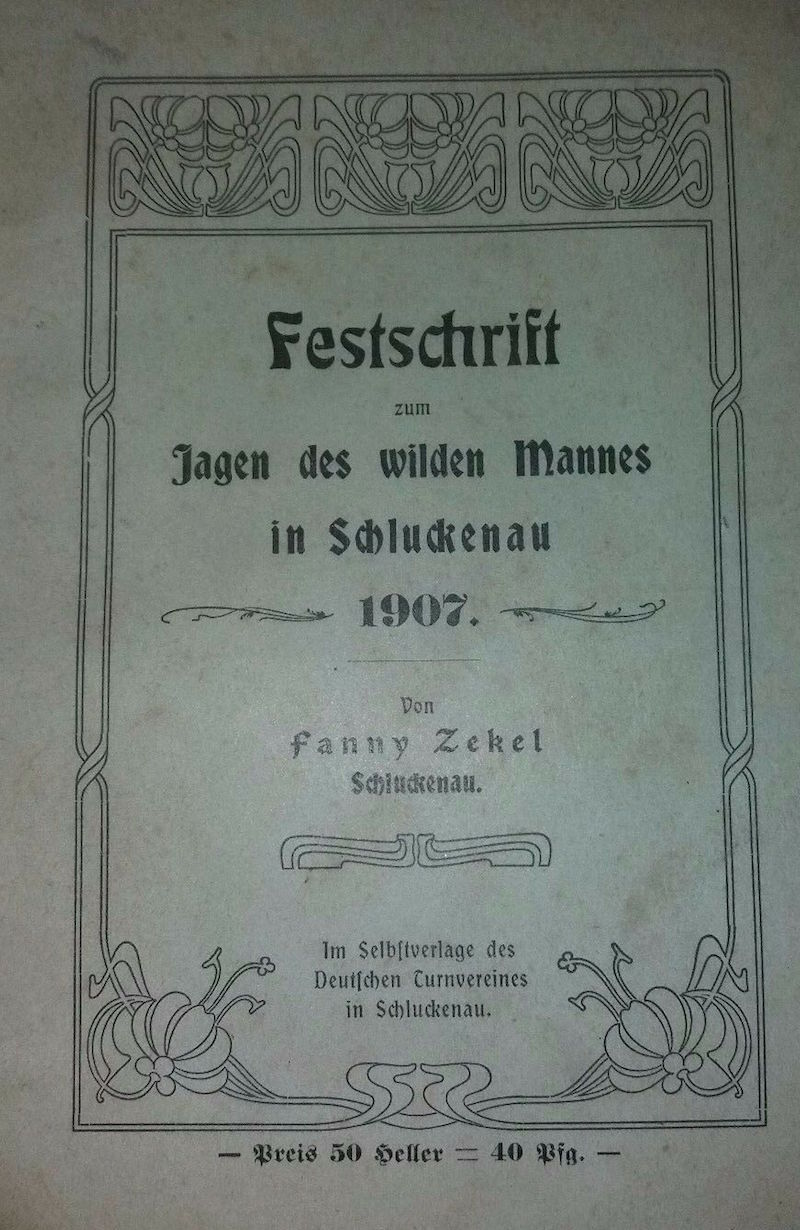 Festschrift
zum
Jagen des wilden Mannes
in Schluckenau
1907.
Von
Fanny Zekel
Schluckenau.
Im Selbſtverlage des
Deutſchen Turnvereines
in Schluckenau.
— Preis 50 Heller = 40 Pfg. —